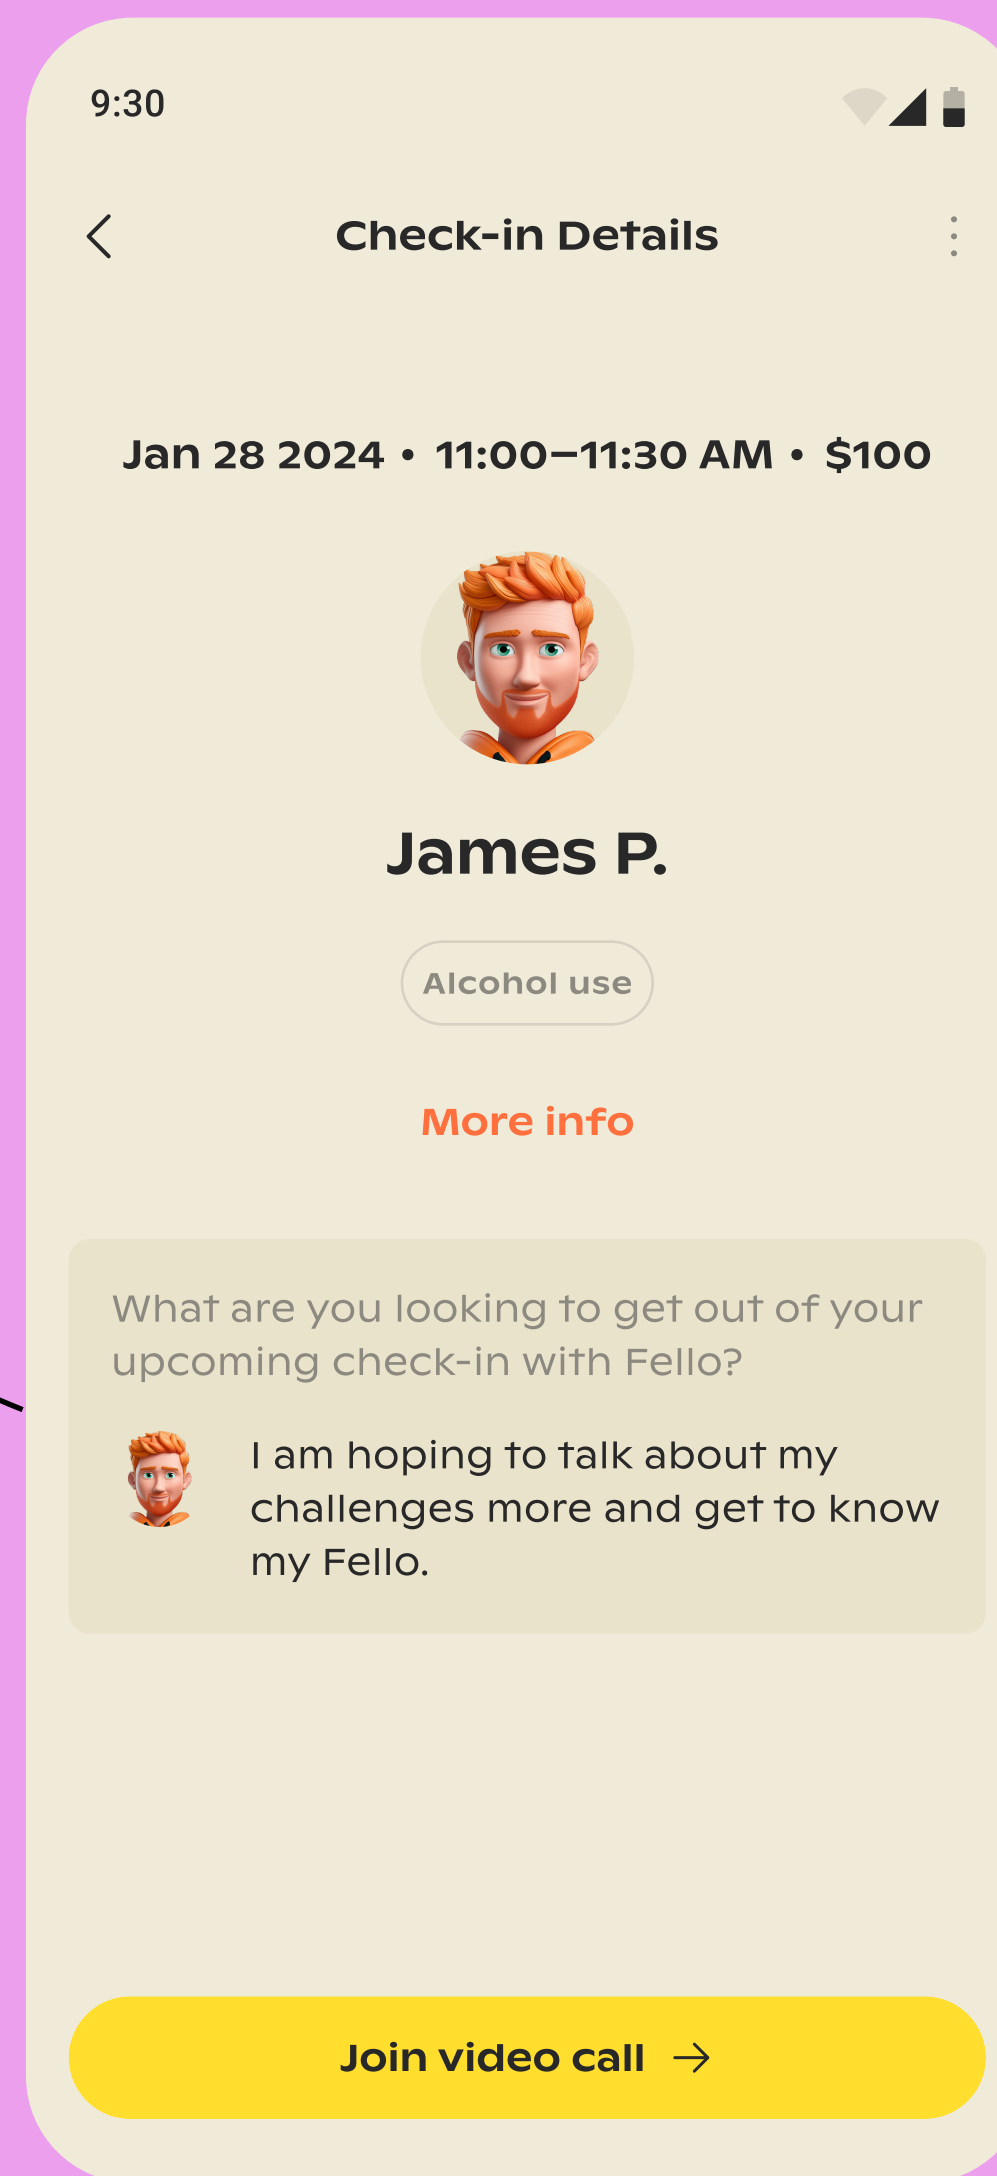 9:30
Check-in Details
Jan 28 2024 • 11:00–11:30 AM • $100
James P.
Alcohol use
More info
What are you looking to get out of your
upcoming check-in with Fello?
I am hoping to talk about my
challenges more and get to know
my Fello.
Join video call →